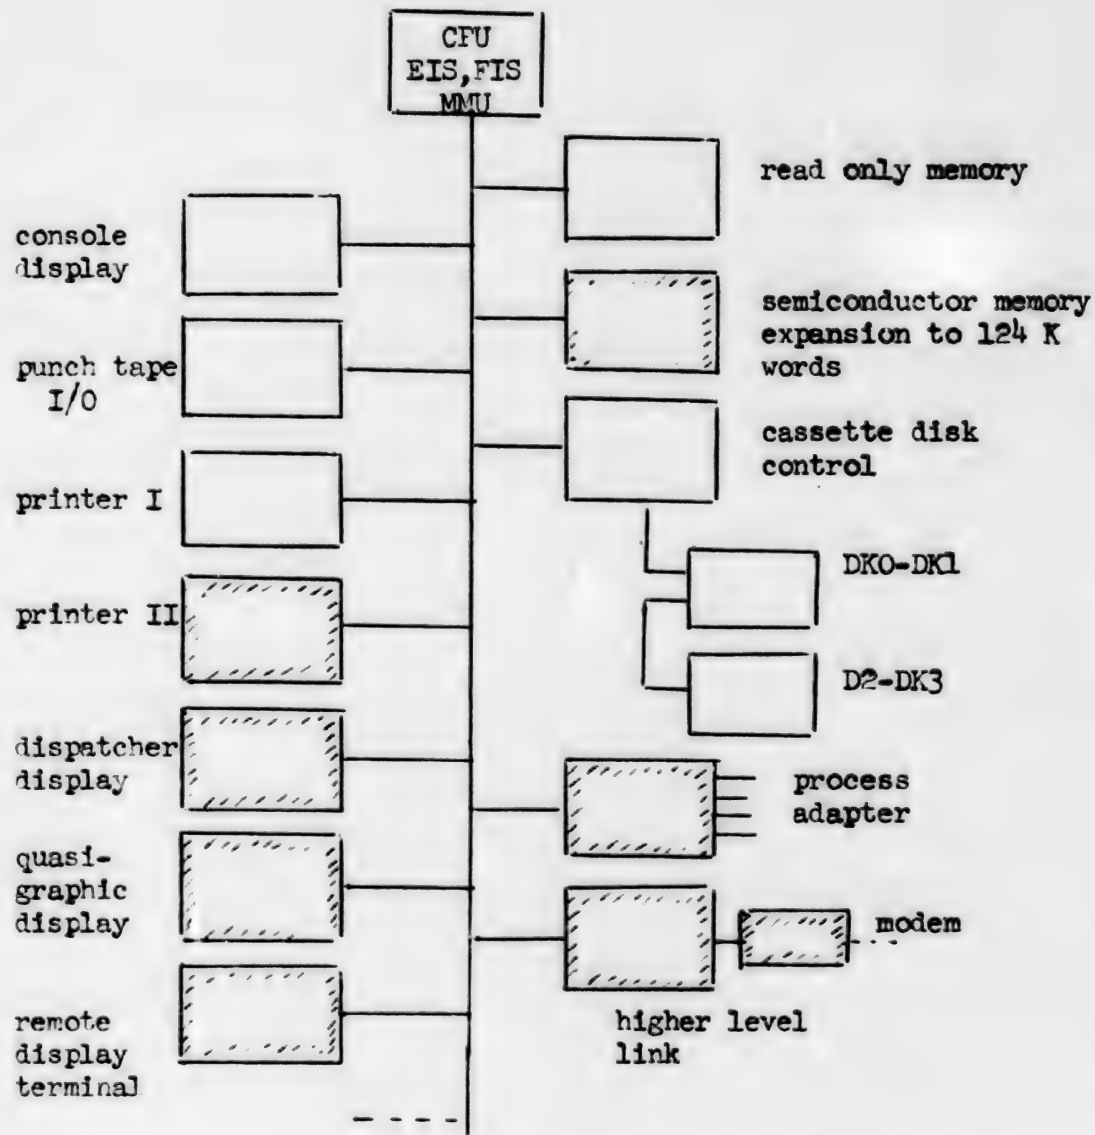 CPU
EIS,FIS
MMU
console
display
punch tape
I/O
printer I
printer II
dispatcher
display
quasi-
graphic
display
remote
display
terminal
read only memory
semiconductor memory
expansion to 124 K
words
cassette disk
control
DK0-DK1
D2-DK3
process
adapter
modem
higher level
link